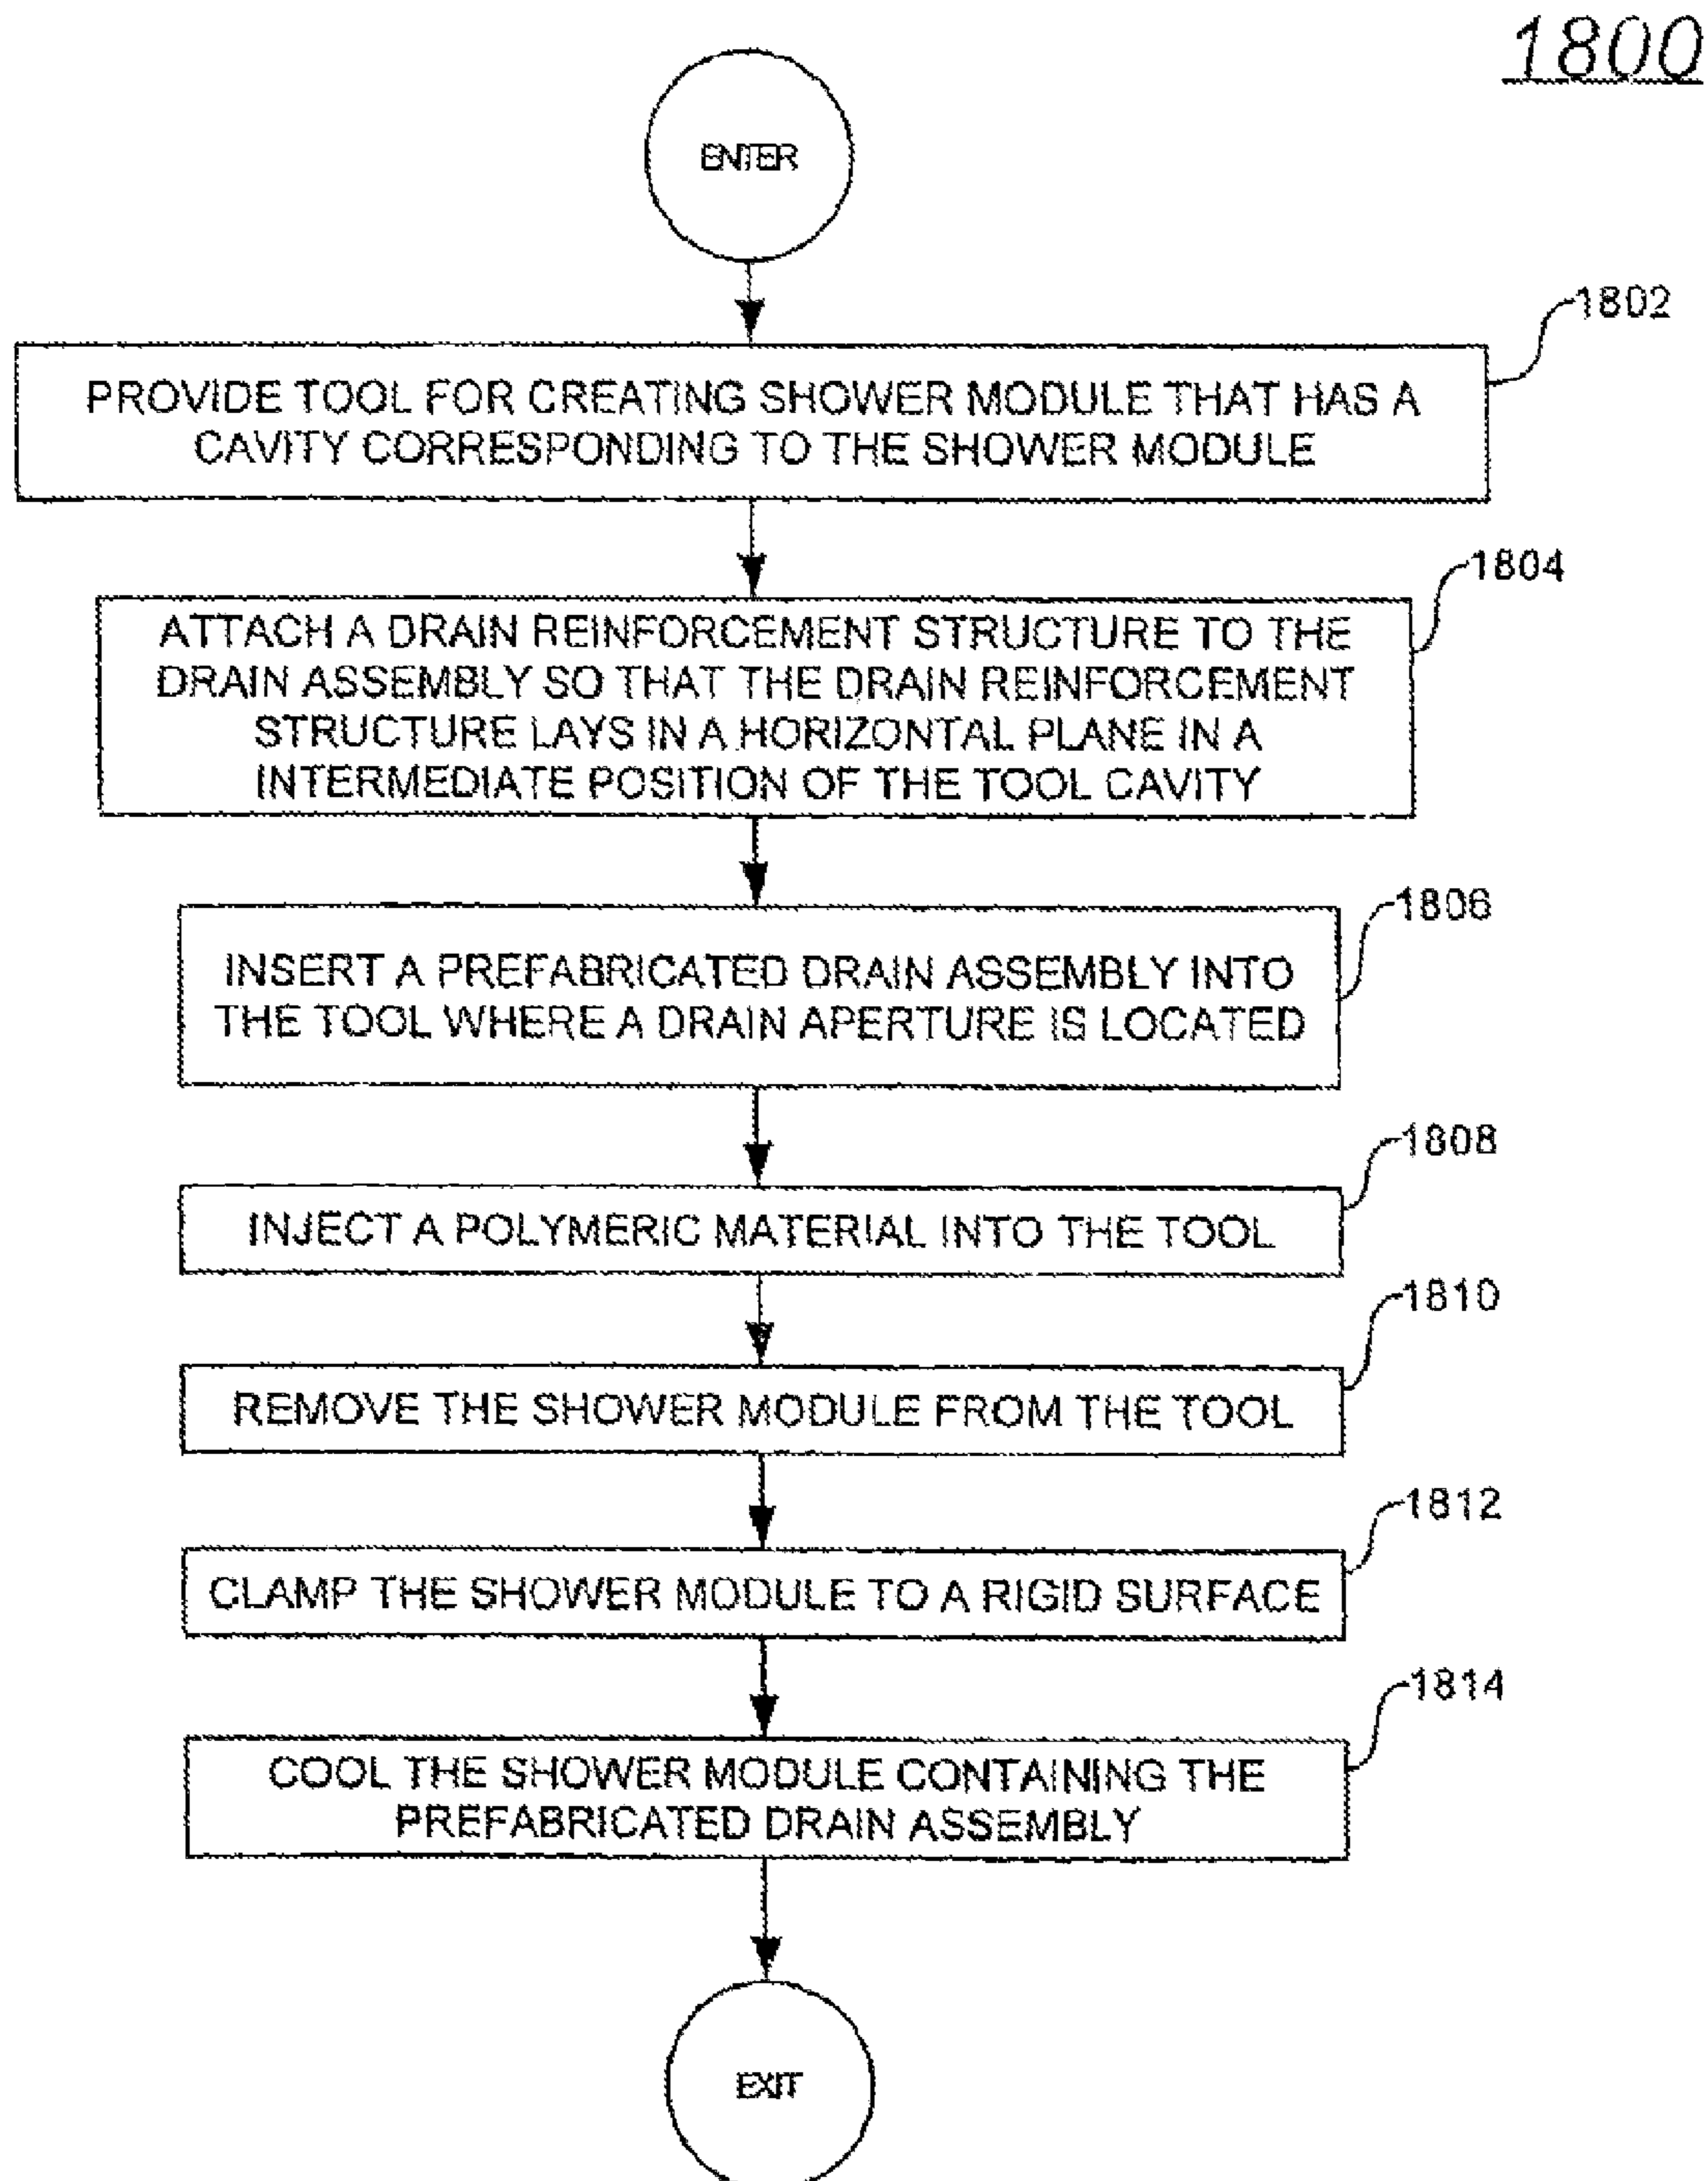 1800
ENTER
1802
PROVIDE TOOL FOR CREATING SHOWER MODULE THAT HAS A
CAVITY CORRESPONDING TO THE SHOWER MODULE
1804
ATTACH A DRAIN REINFORCEMENT STRUCTURE TO THE
DRAIN ASSEMBLY SO THAT THE DRAIN REINFORCEMENT
STRUCTURE LAYS IN A HORIZONTAL PLANE IN A
INTERMEDIATE POSITION OF THE TOOL CAVITY
1806
INSERT A PREFABRICATED DRAIN ASSEMBLY INTO
THE TOOL WHERE A DRAIN APERTURE IS LOCATED
1808
INJECT A POLYMERIC MATERIAL INTO THE TOOL
1810
REMOVE THE SHOWER MODULE FROM THE TOOL
1812
CLAMP THE SHOWER MODULE TO A RIGID SURFACE
1814
COOL THE SHOWER MODULE CONTAINING THE
PREFABRICATED DRAIN ASSEMBLY
EXIT